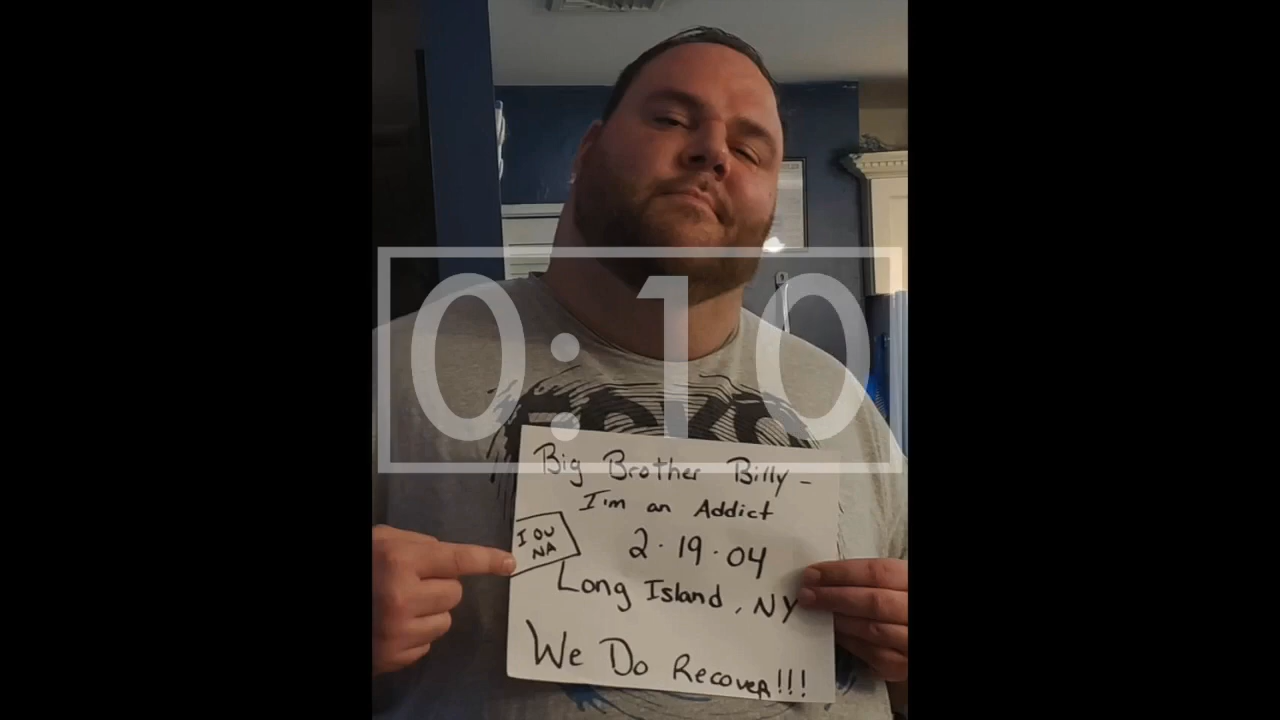 0:10
Big Brother Billy -
I'm an Addict
I OU
NA
2·19·04
Long Island, NY
We Do Recover!!!